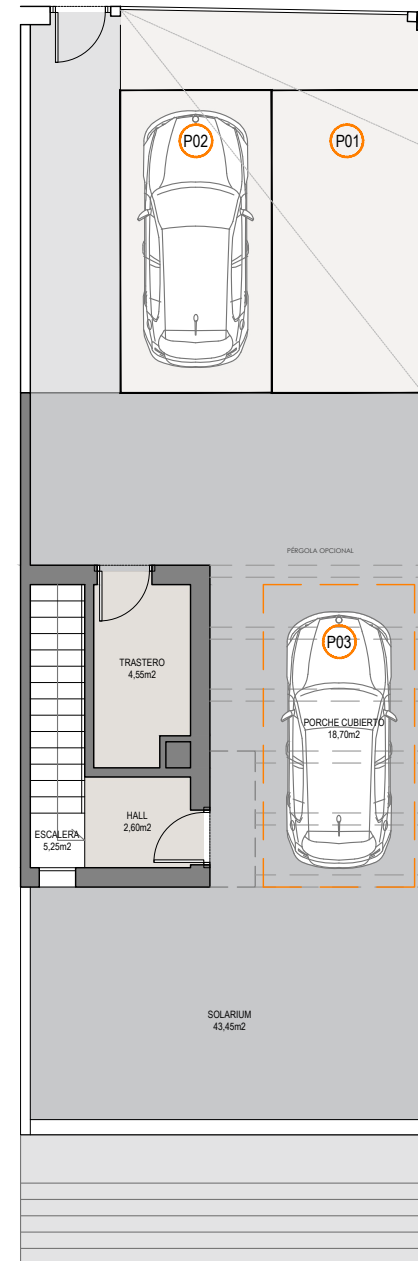 P02
P01
PÉRGOLA OPCIONAL
P03
TRASTERO
4,55m2
PORCHE CUBIERTO
18,70m2
HALL
2,60m2
ESCALERA
5,25m2
SOLARIUM
43,45m2